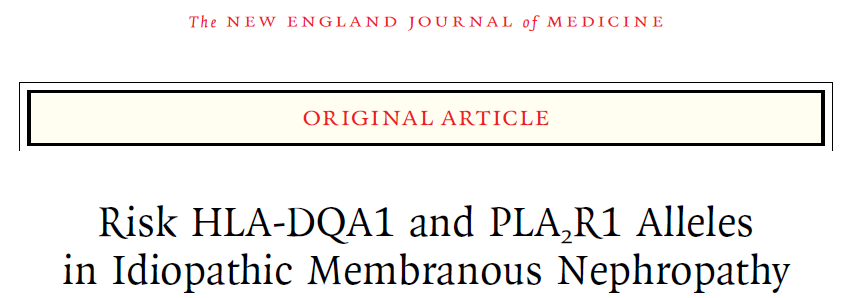 The NEW ENGLAND JOURNAL of MEDICINE
ORIGINAL ARTICLE
Risk HLA-DQA1 and PLA₂R1 Alleles
in Idiopathic Membranous Nephropathy